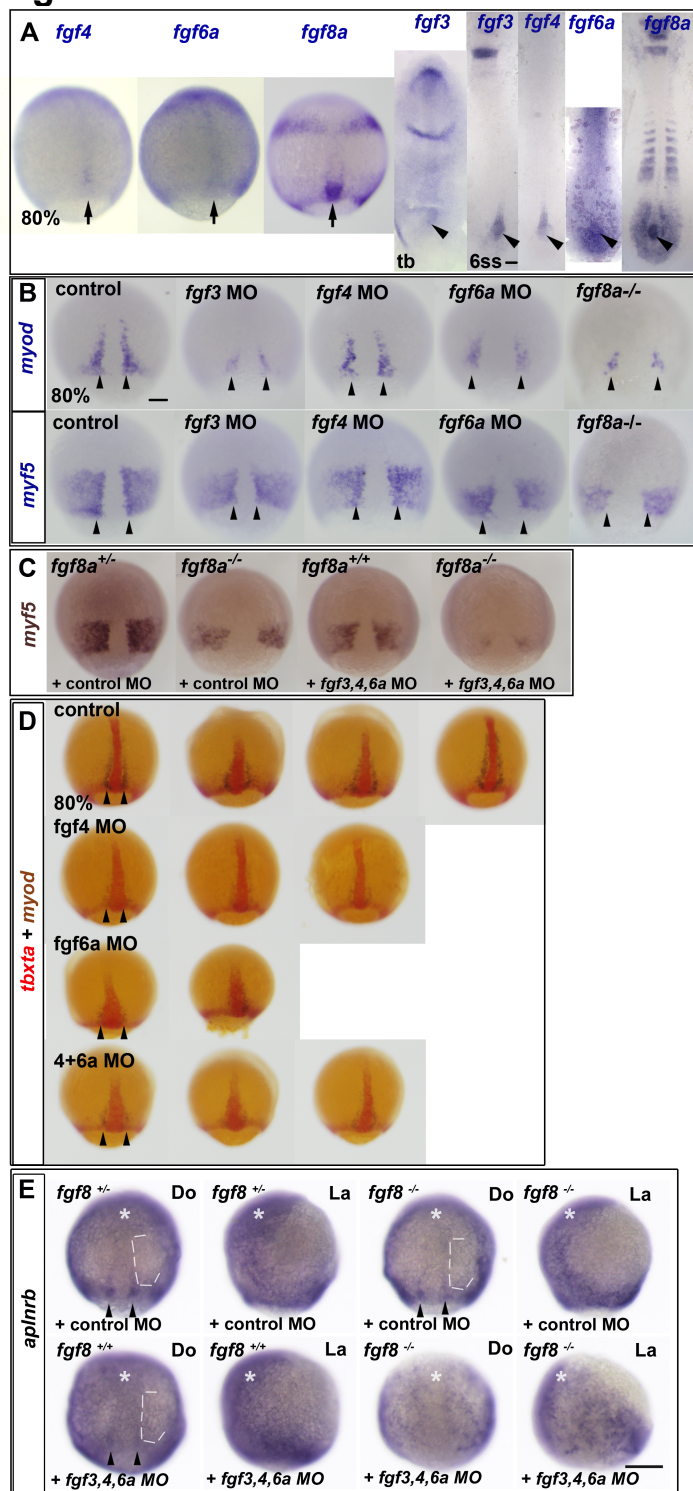 A
fgf4 fgf6a fgf8a fgf3 fgf3 fgf4 fgf6a fgf8a
80% tb 6ss
B
myod
control fgf3 MO fgf4 MO fgf6a MO fgf8a-/-
80%
myf5
control fgf3 MO fgf4 MO fgf6a MO fgf8a-/-
C
myf5
fgf8a+/- fgf8a-/- fgf8a+/+ fgf8a-/-
+ control MO + control MO + fgf3,4,6a MO + fgf3,4,6a MO
D
tbxta + myod
control
80%
fgf4 MO
fgf6a MO
4+6a MO
E
aplnrb
fgf8 +/- Do fgf8 +/- La fgf8 -/- Do fgf8 -/- La
* * * *
+ control MO + control MO + control MO + control MO
fgf8 +/+ Do fgf8 +/+ La fgf8 -/- Do fgf8 -/- La
* * * *
+ fgf3,4,6a MO + fgf3,4,6a MO + fgf3,4,6a MO + fgf3,4,6a MO